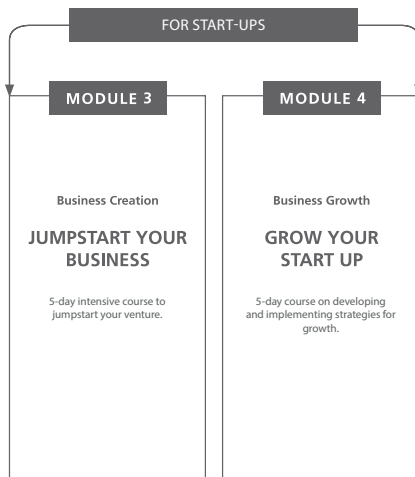 FOR START-UPS
MODULE 3
Business Creation
JUMPSTART YOUR
BUSINESS
5-day intensive course to
jumpstart your venture.
MODULE 4
Business Growth
GROW YOUR
START UP
5-day course on developing
and implementing strategies for
growth.